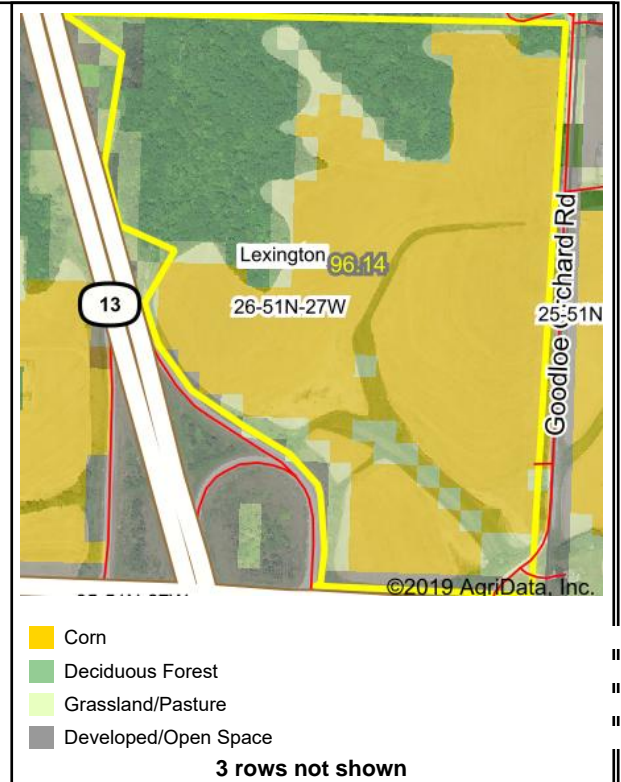 Lexington
96.14
13
26-51N-27W
25-51N
Goodloe Orchard Rd
©2019 AgriData, Inc.
Corn
Deciduous Forest
Grassland/Pasture
Developed/Open Space
3 rows not shown